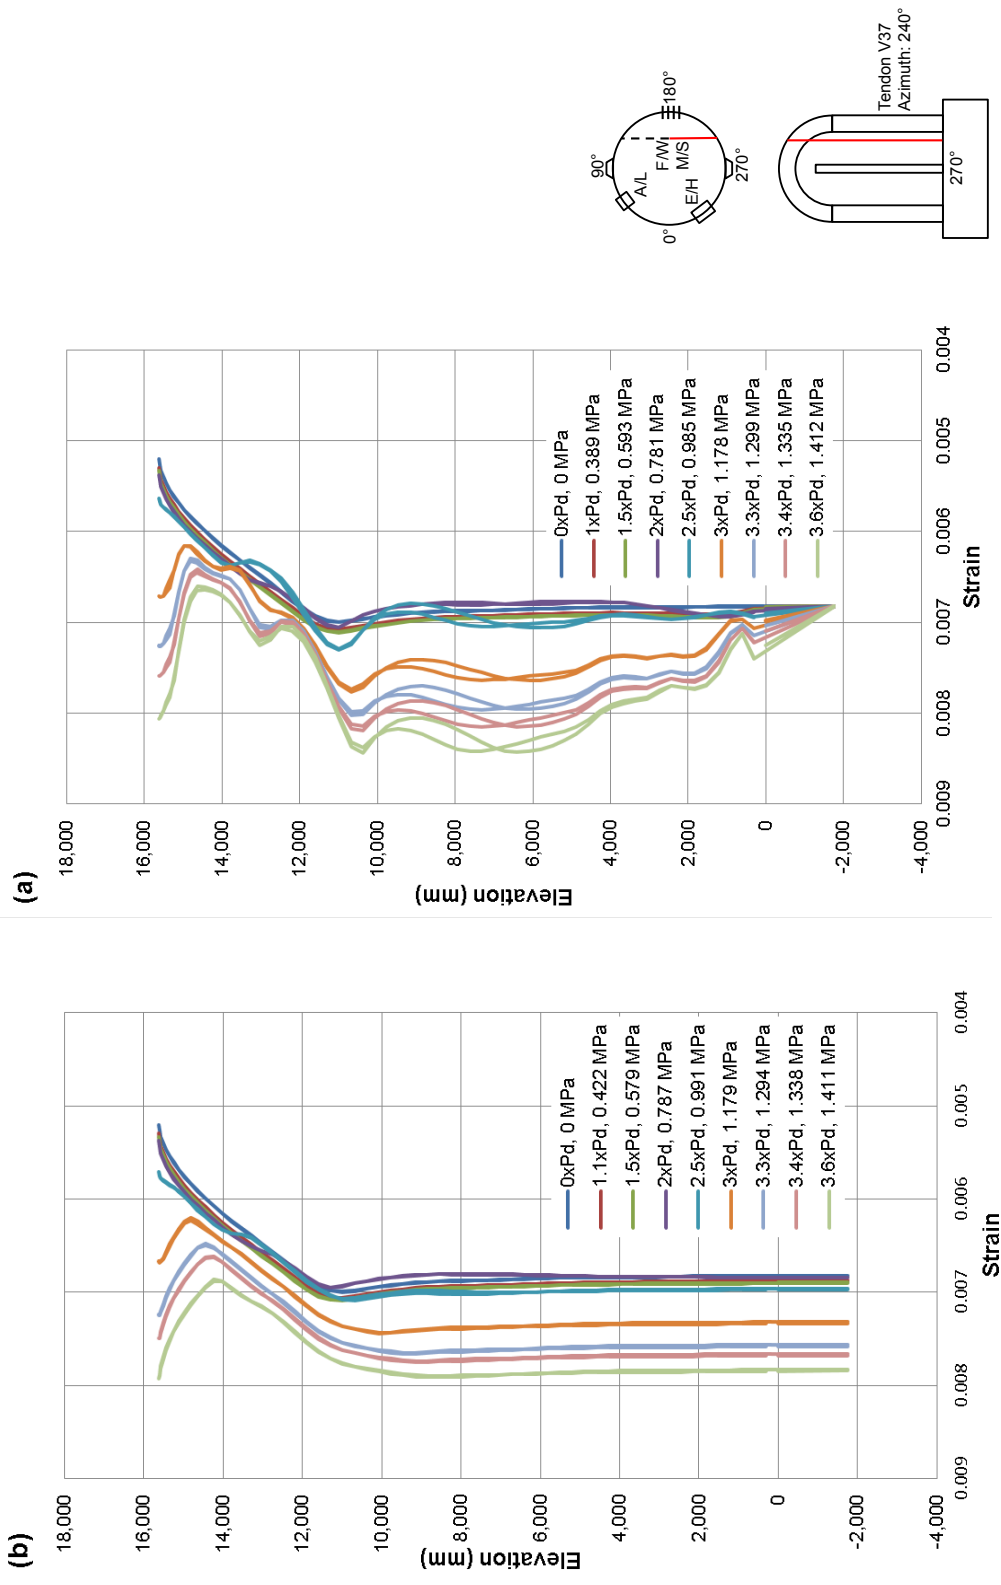 (a)
18,000
16,000
14,000
12,000
10,000
8,000
6,000
4,000
2,000
0
-2,000
-4,000
Elevation (mm)
0.009
0.008
0.007
0.006
0.005
0.004
Strain
0xPd, 0 MPa
1xPd, 0.389 MPa
1.5xPd, 0.593 MPa
2xPd, 0.781 MPa
2.5xPd, 0.985 MPa
3xPd, 1.178 MPa
3.3xPd, 1.299 MPa
3.4xPd, 1.335 MPa
3.6xPd, 1.412 MPa
90°
A/L
F/W
180°
M/S
E/H
0°
270°
Tendon V37
Azimuth: 240°
270°
(b)
18,000
16,000
14,000
12,000
10,000
8,000
6,000
4,000
2,000
0
-2,000
-4,000
Elevation (mm)
0.009
0.008
0.007
0.006
0.005
0.004
Strain
0xPd, 0 MPa
1.1xPd, 0.422 MPa
1.5xPd, 0.579 MPa
2xPd, 0.787 MPa
2.5xPd, 0.991 MPa
3xPd, 1.179 MPa
3.3xPd, 1.294 MPa
3.4xPd, 1.338 MPa
3.6xPd, 1.411 MPa